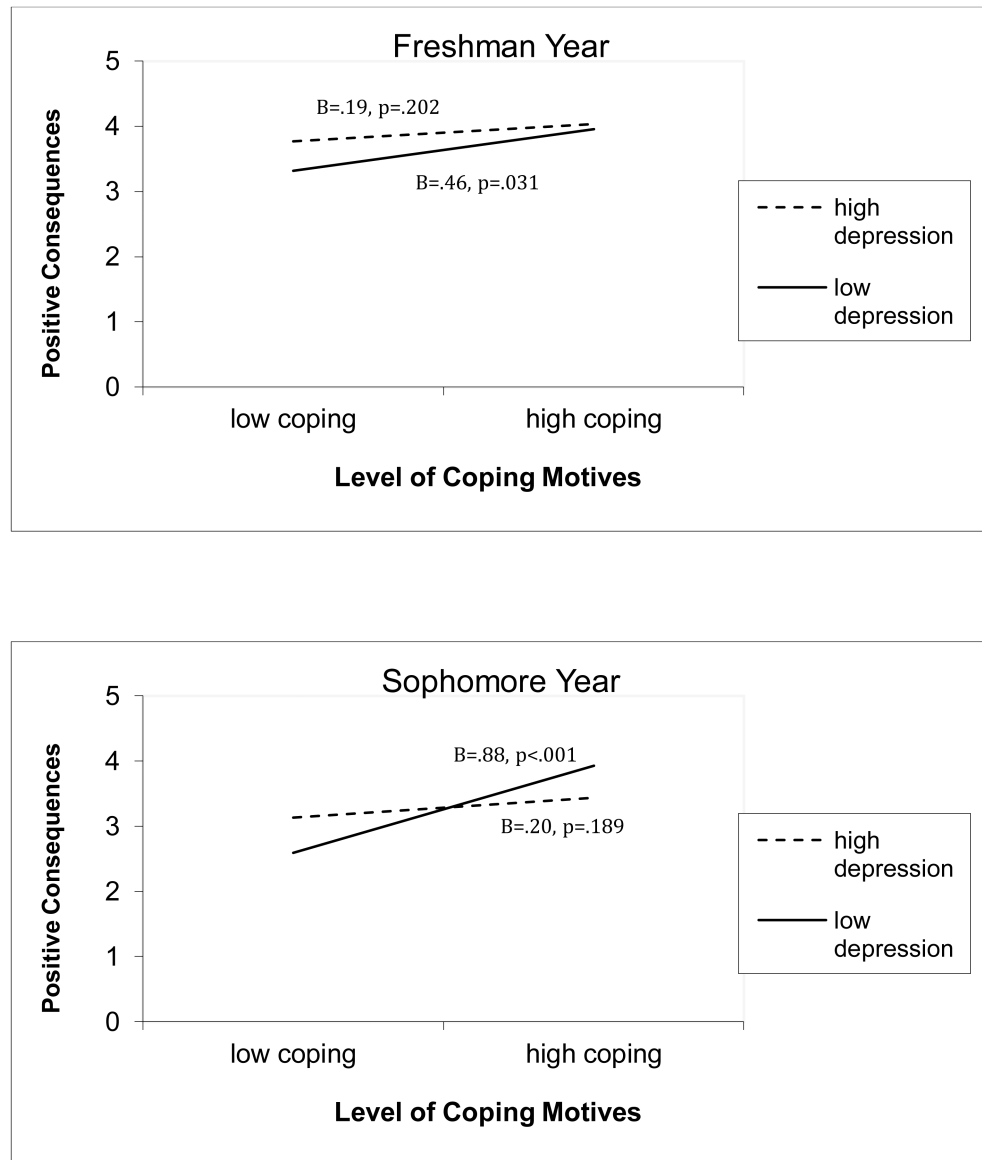 Freshman Year
5
4
3
2
1
0
Positive Consequences
B=.19, p=.202
B=.46, p=.031
low coping
high coping
Level of Coping Motives
high
depression
low
depression
Sophomore Year
5
4
3
2
1
0
Positive Consequences
B=.88, p<.001
B=.20, p=.189
low coping
high coping
Level of Coping Motives
high
depression
low
depression